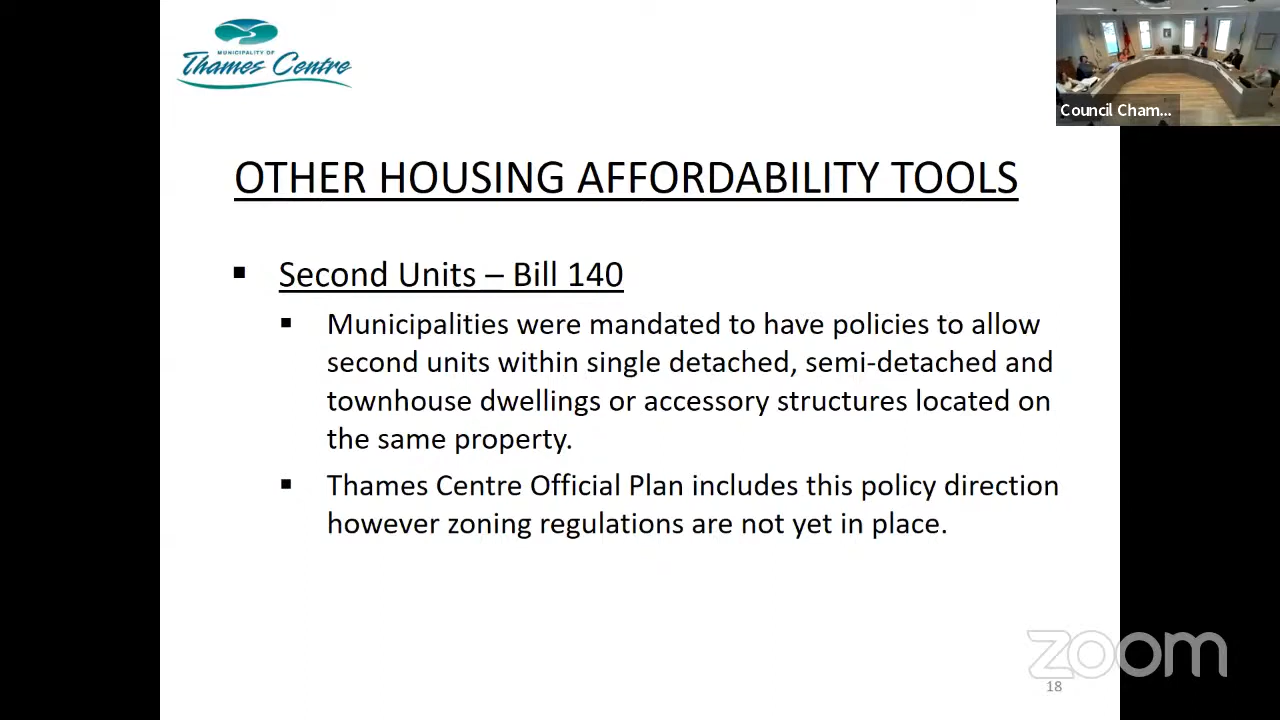 MUNICIPALITY OF
Thames Centre
Council Cham...
OTHER HOUSING AFFORDABILITY TOOLS
▪ Second Units – Bill 140
▪ Municipalities were mandated to have policies to allow
second units within single detached, semi-detached and
townhouse dwellings or accessory structures located on
the same property.
▪ Thames Centre Official Plan includes this policy direction
however zoning regulations are not yet in place.
zoom
18